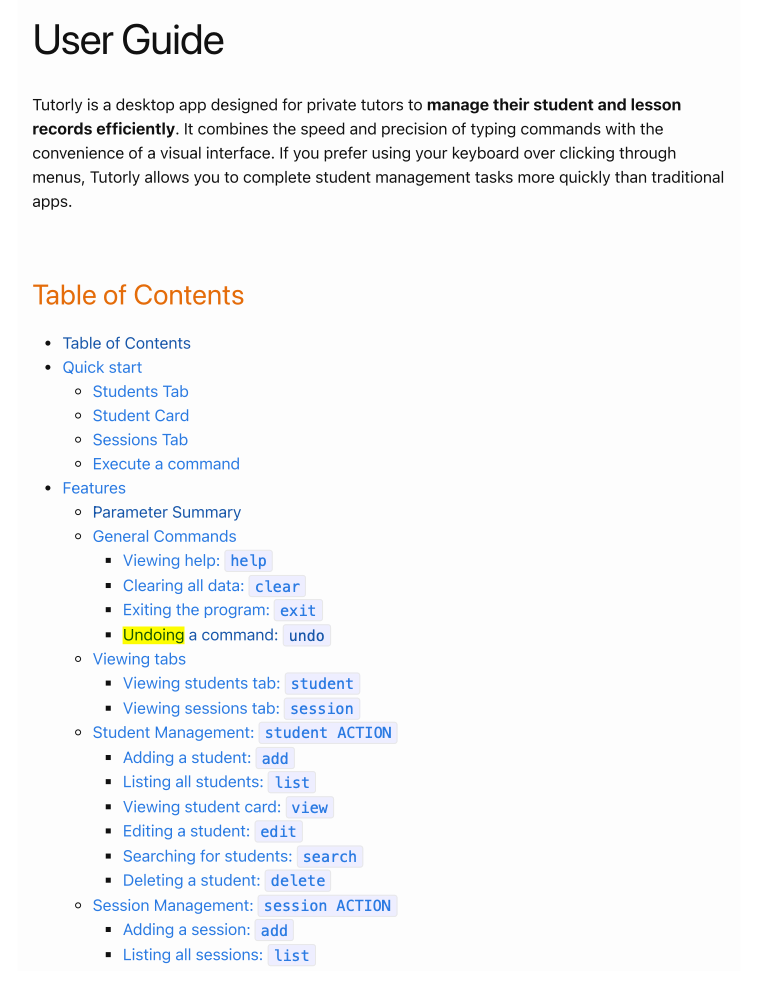 User Guide
Tutorly is a desktop app designed for private tutors to manage their student and lesson
records efficiently. It combines the speed and precision of typing commands with the
convenience of a visual interface. If you prefer using your keyboard over clicking through
menus, Tutorly allows you to complete student management tasks more quickly than traditional
apps.
Table of Contents
Table of Contents
Quick start
Students Tab
Student Card
Sessions Tab
Execute a command
Features
Parameter Summary
General Commands
Viewing help: help
Clearing all data: clear
Exiting the program: exit
Undoing a command: undo
Viewing tabs
Viewing students tab: student
Viewing sessions tab: session
Student Management: student ACTION
Adding a student: add
Listing all students: list
Viewing student card: view
Editing a student: edit
Searching for students: search
Deleting a student: delete
Session Management: session ACTION
Adding a session: add
Listing all sessions: list